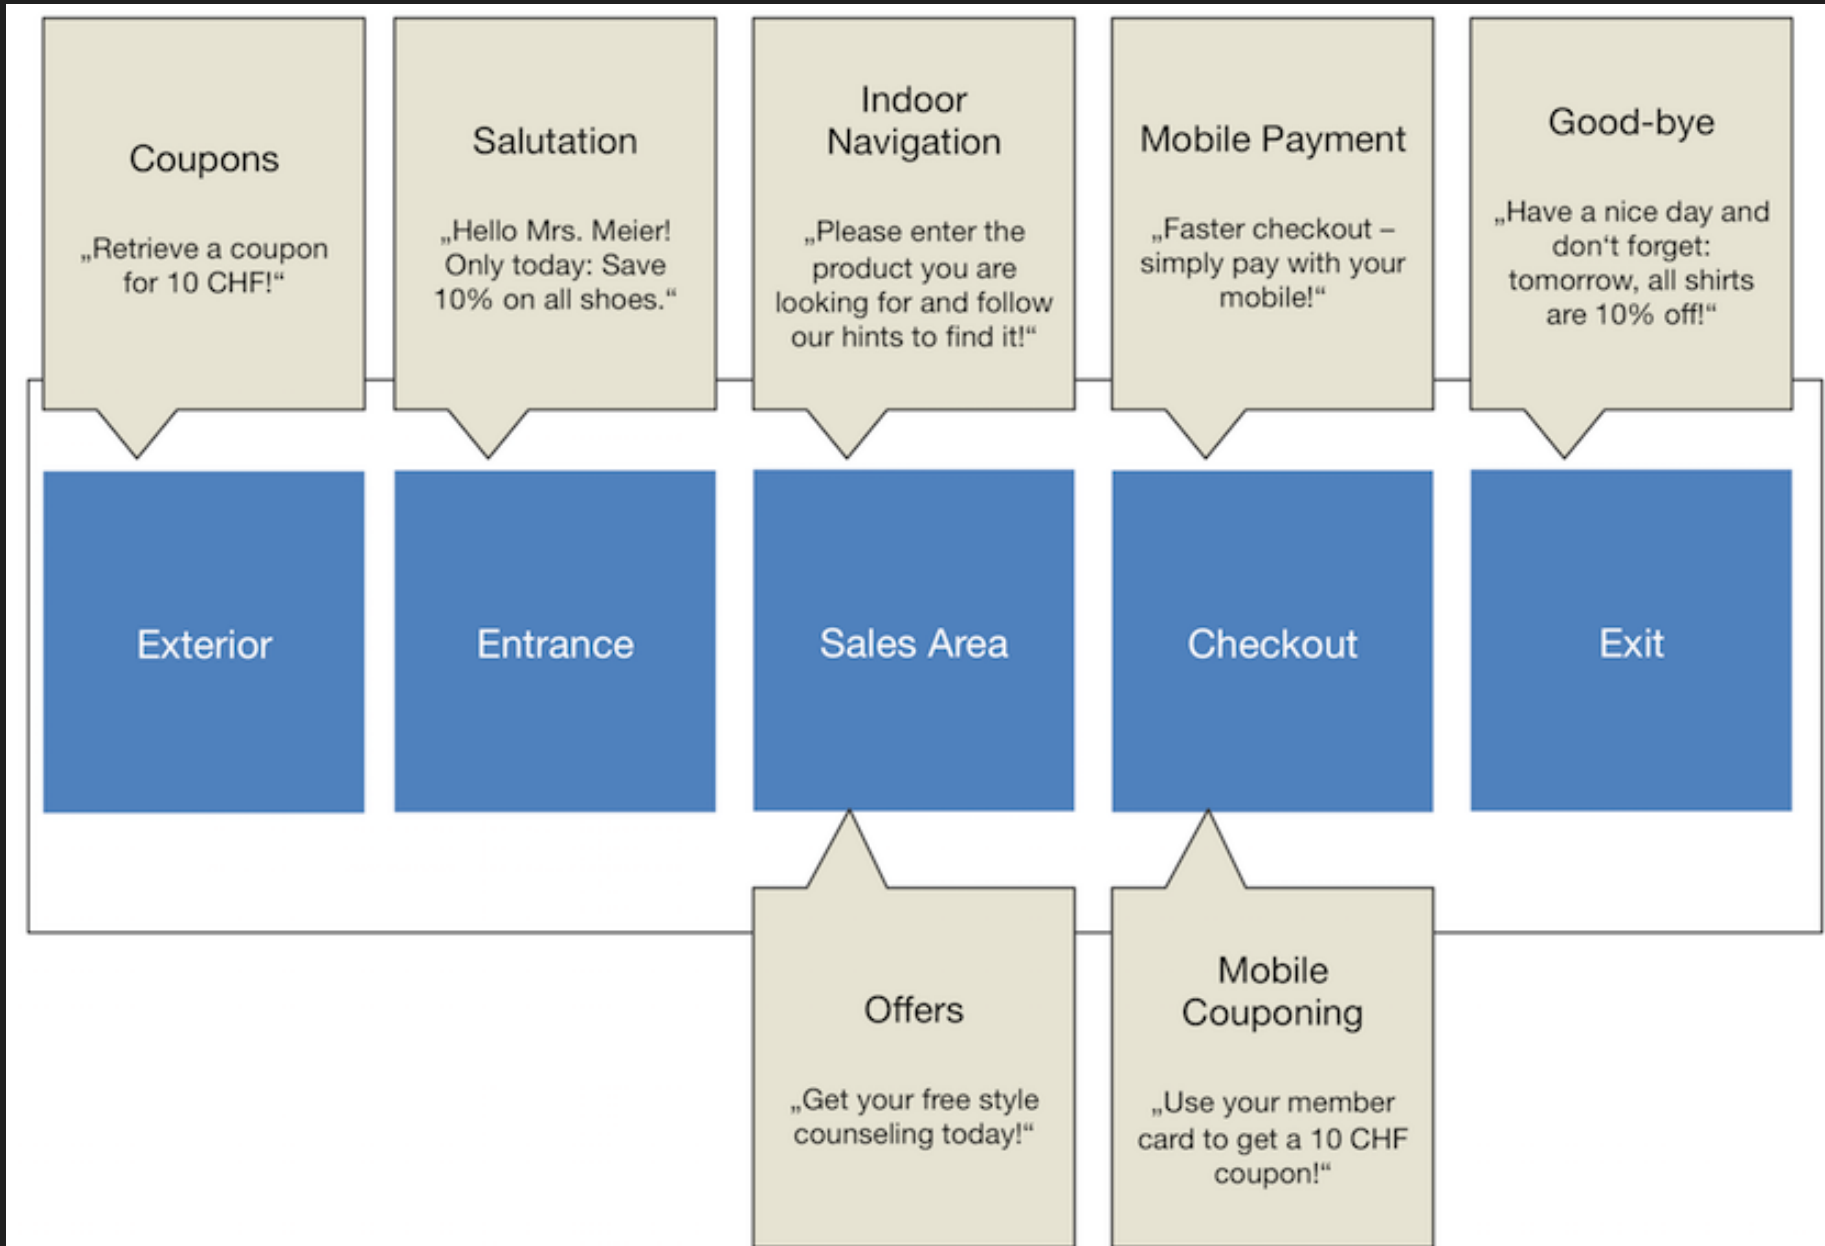 Coupons
„Retrieve a coupon
for 10 CHF!“
Salutation
„Hello Mrs. Meier!
Only today: Save
10% on all shoes.“
Indoor
Navigation
„Please enter the
product you are
looking for and follow
our hints to find it!“
Mobile Payment
„Faster checkout –
simply pay with your
mobile!“
Good-bye
„Have a nice day and
don‘t forget:
tomorrow, all shirts
are 10% off!“
Exterior
Entrance
Sales Area
Checkout
Exit
Offers
„Get your free style
counseling today!“
Mobile
Couponing
„Use your member
card to get a 10 CHF
coupon!“